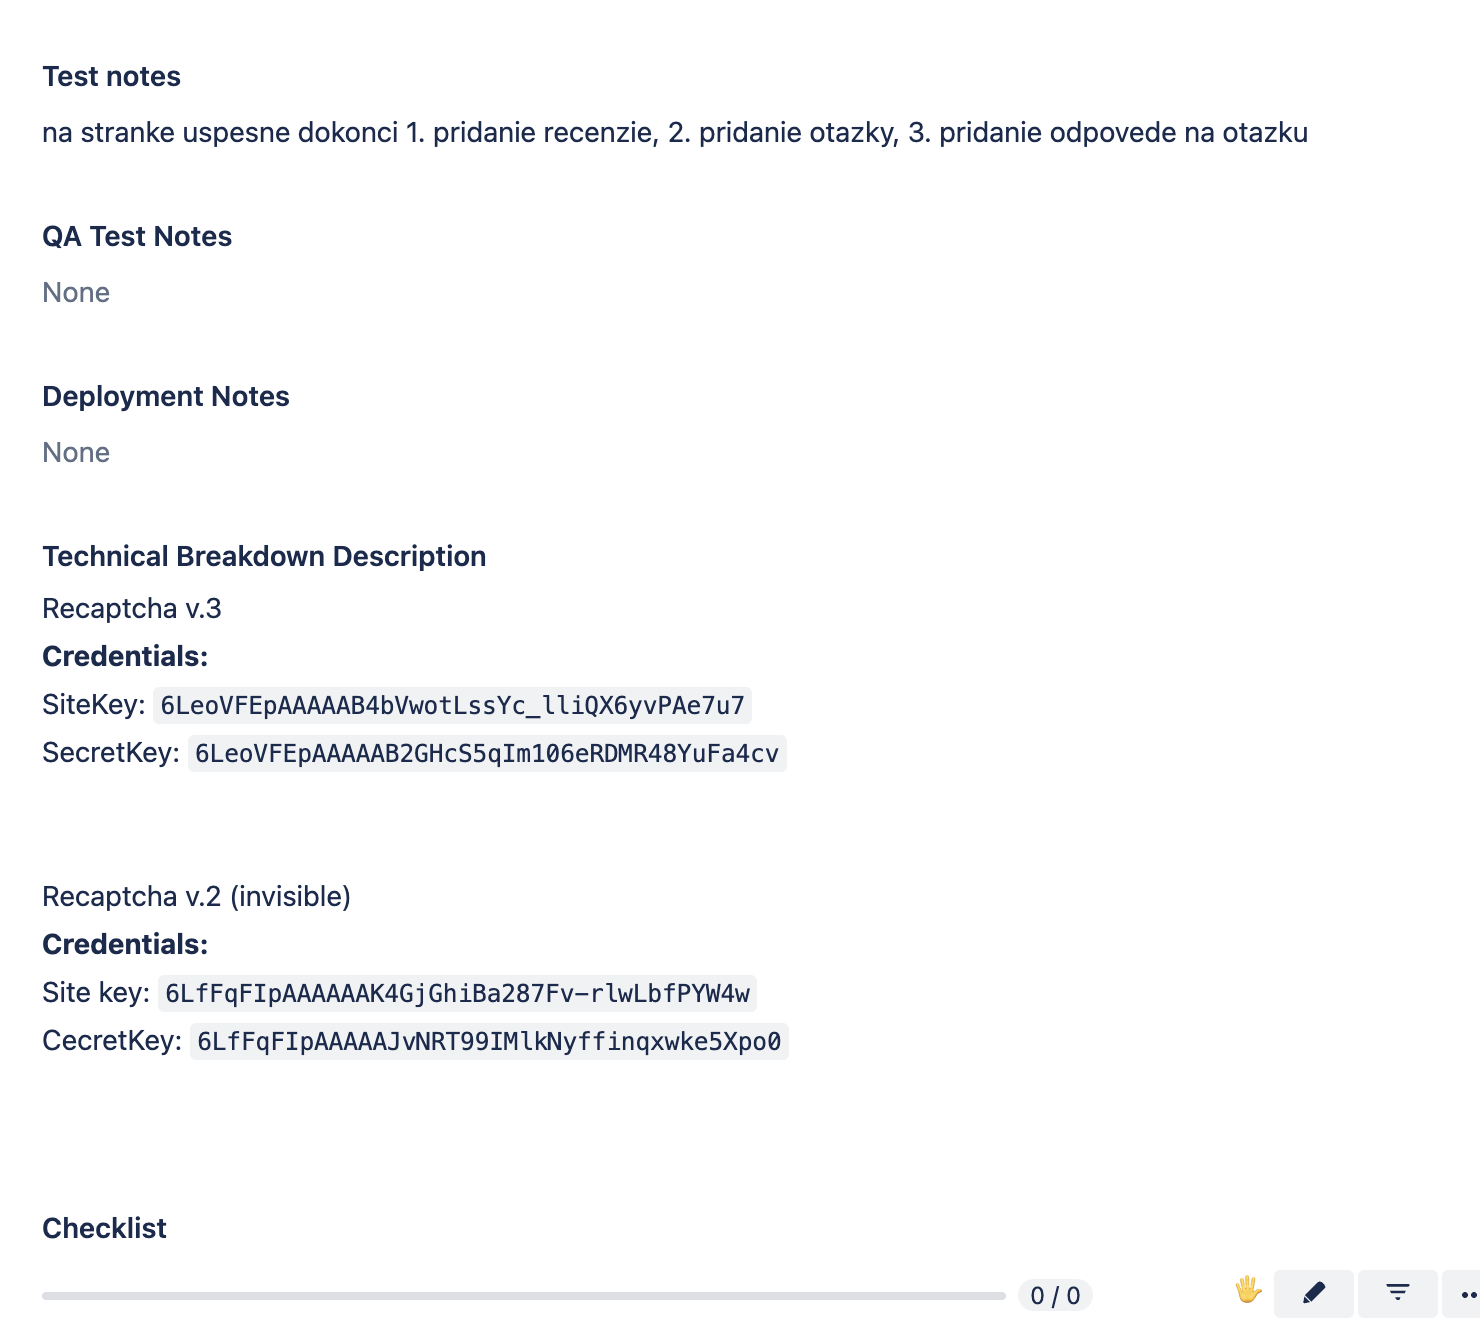 Test notes
na stranke uspesne dokonci 1. pridanie recenzie, 2. pridanie otazky, 3. pridanie odpovede na otazku
QA Test Notes
None
Deployment Notes
None
Technical Breakdown Description
Recaptcha v.3
Credentials:
SiteKey: 6LeoVFEpAAAAAB4bVwotLssYc_lliQX6yvPAe7u7
SecretKey: 6LeoVFEpAAAAAB2GHcS5qIm106eRDMR48YuFa4cv
Recaptcha v.2 (invisible)
Credentials:
Site key: 6LfFqFIpAAAAAAK4GjGhiBa287Fv-rlwLbfPYW4w
CecretKey: 6LfFqFIpAAAAAJvNRT99IMlkNyffinqxwke5Xpo0
Checklist
0 / 0